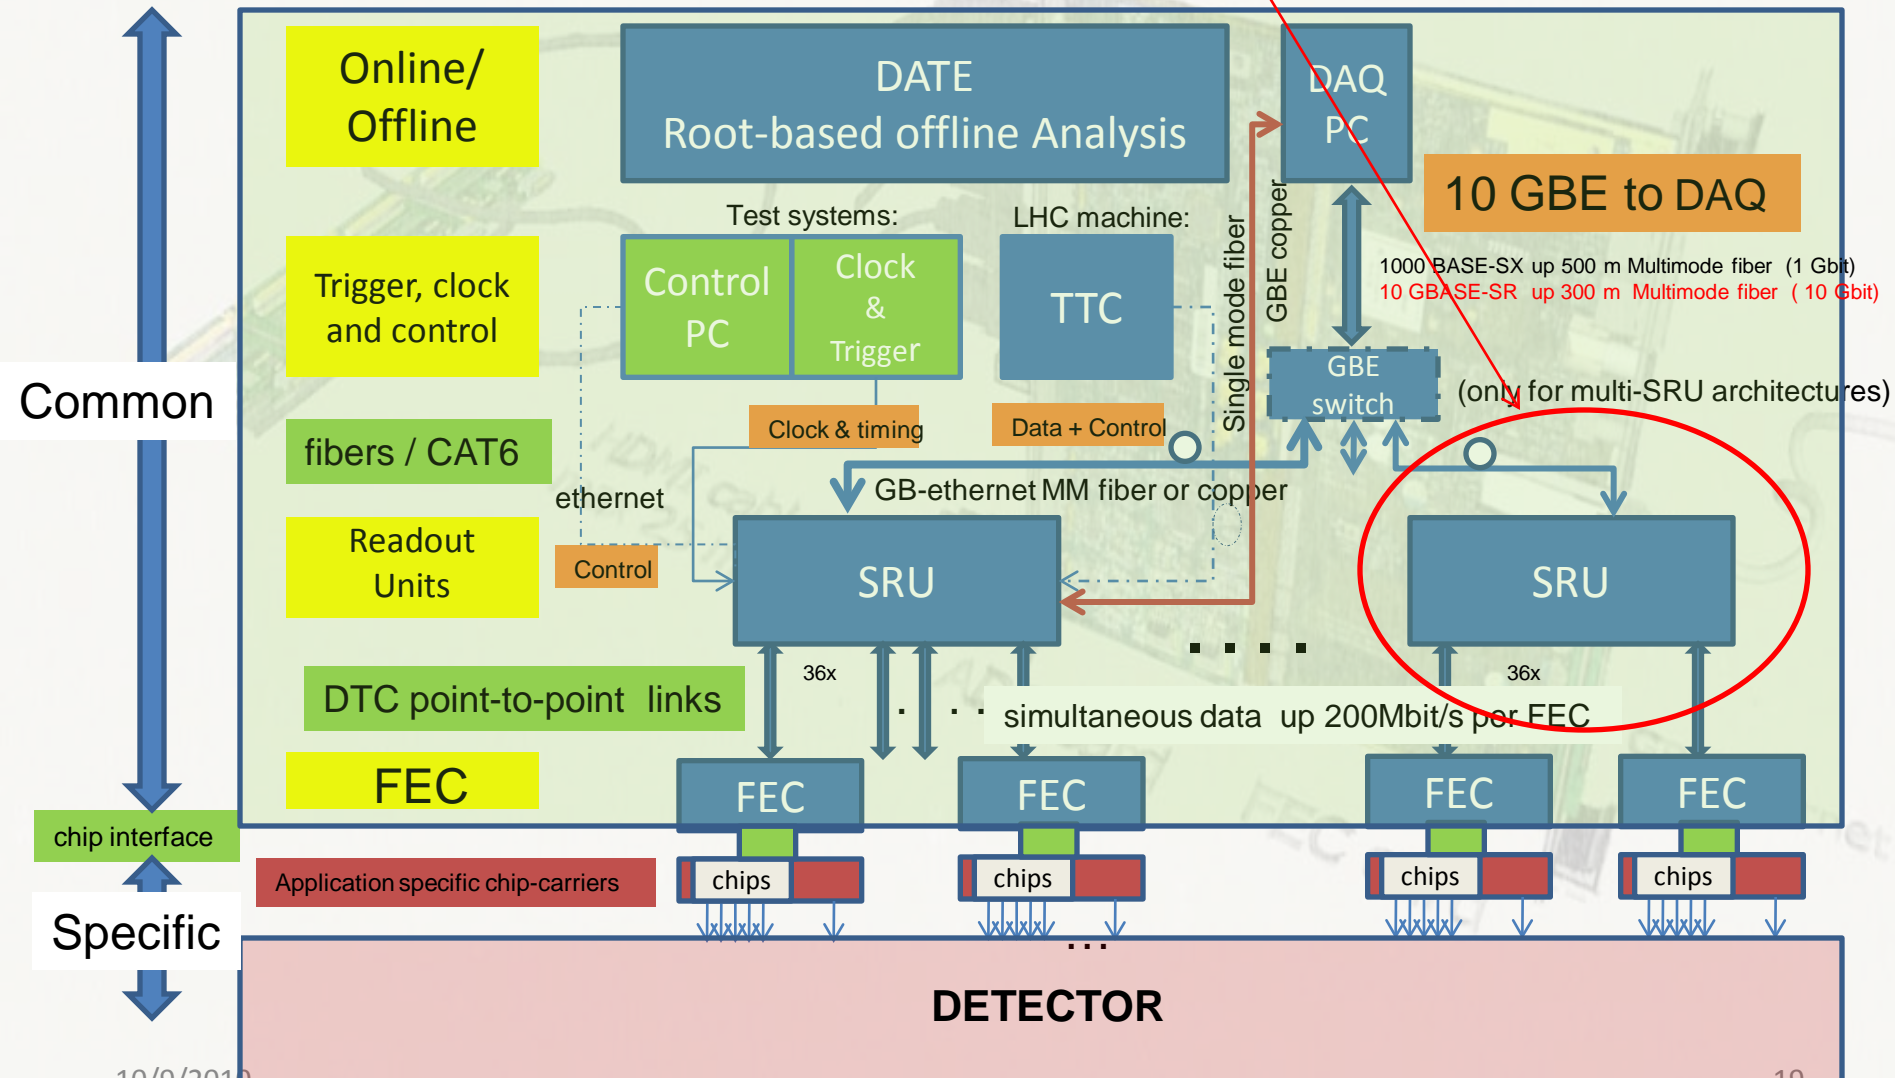 Online/
Offline
DATE
Root-based offline Analysis
DAQ
PC
10 GBE to DAQ
Test systems:
LHC machine:
Single mode fiber
GBE copper
1000 BASE-SX up 500 m Multimode fiber (1 Gbit)
10 GBASE-SR up 300 m Multimode fiber ( 10 Gbit)
Trigger, clock
and control
Control
PC
Clock
&
Trigger
TTC
GBE
switch
(only for multi-SRU architectures)
Common
Clock & timing
Data + Control
fibers / CAT6
ethernet
GB-ethernet MM fiber or copper
Readout
Units
Control
SRU
SRU
. . . .
36x
36x
DTC point-to-point links
. . .
simultaneous data up 200Mbit/s per FEC
FEC
FEC
FEC
FEC
FEC
chip interface
Application specific chip-carriers
chips
chips
chips
chips
Specific
...
DETECTOR